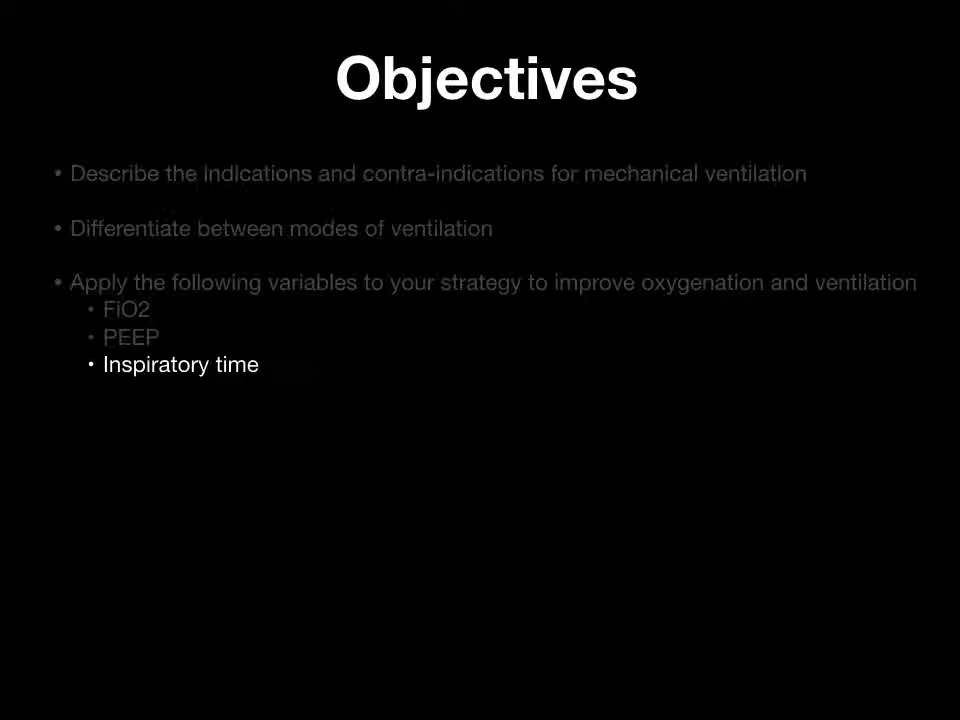 Objectives
• Describe the indications and contra-indications for mechanical ventilation
• Differentiate between modes of ventilation
• Apply the following variables to your strategy to improve oxygenation and ventilation
• FiO2
• PEEP
• Inspiratory time